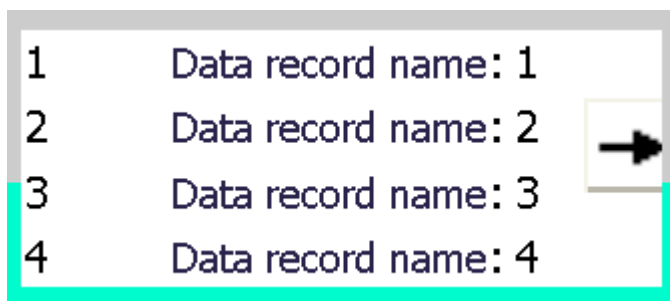 1 Data record name: 1
2 Data record name: 2
3 Data record name: 3
4 Data record name: 4